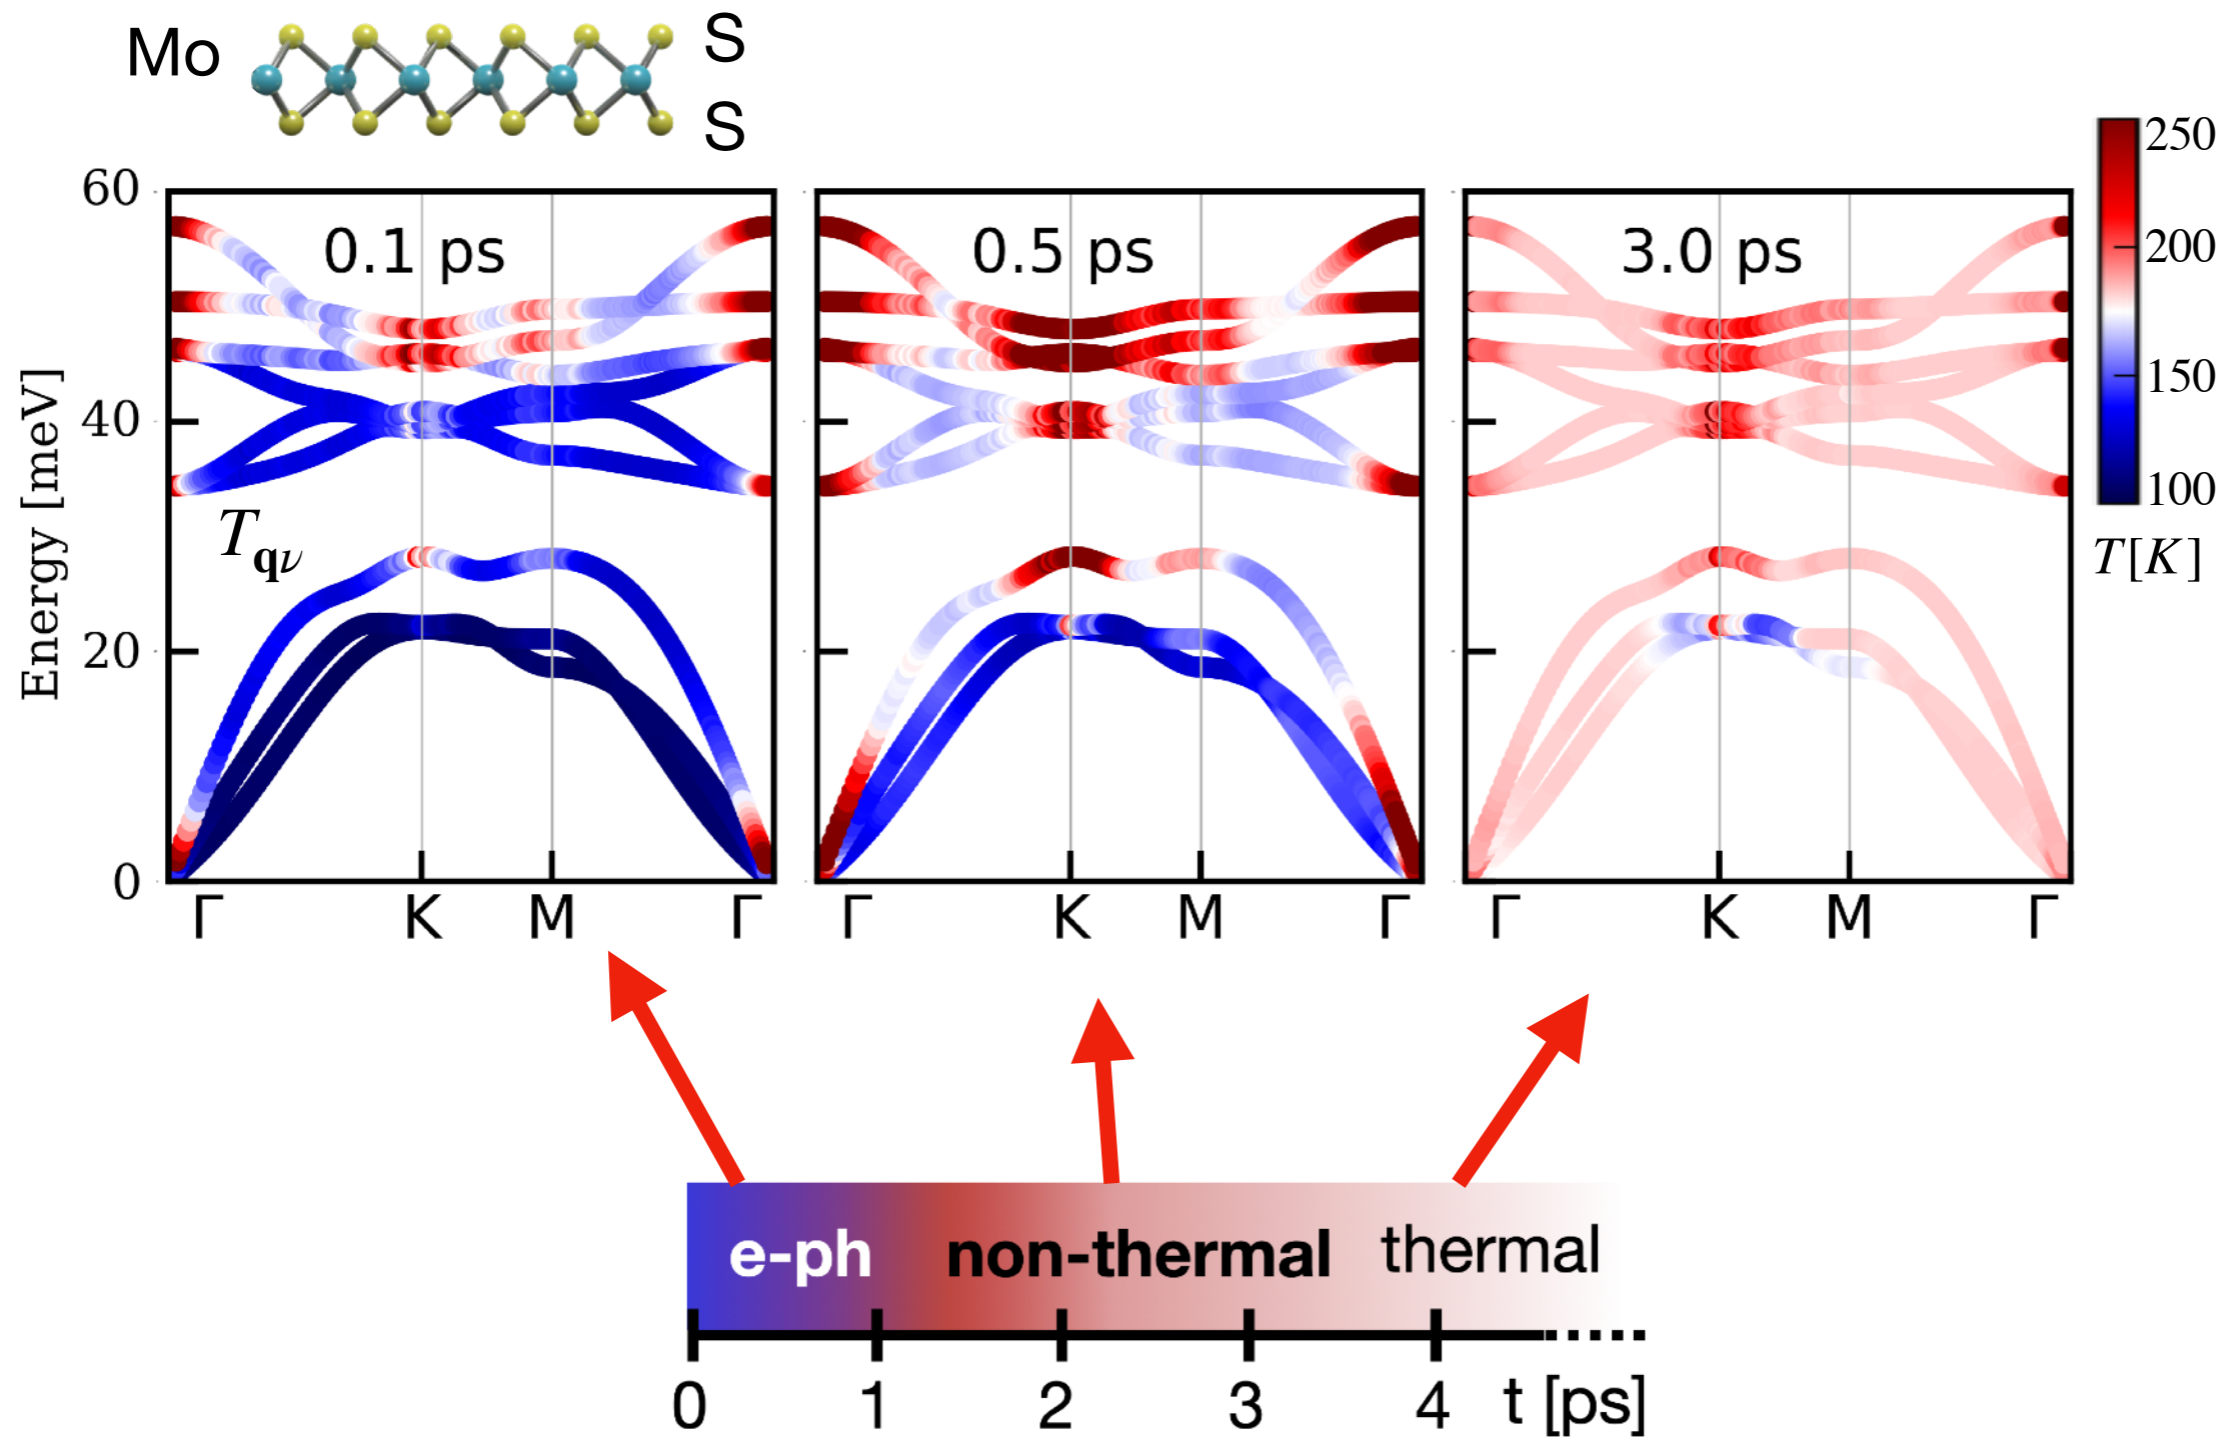 Mo
S
S
60
40
20
0
Energy [meV]
0.1 ps
0.5 ps
3.0 ps
T_qν
Γ K M Γ
Γ K M Γ
Γ K M Γ
250
200
150
100
T[K]
e-ph non-thermal thermal
0 1 2 3 4 t [ps]